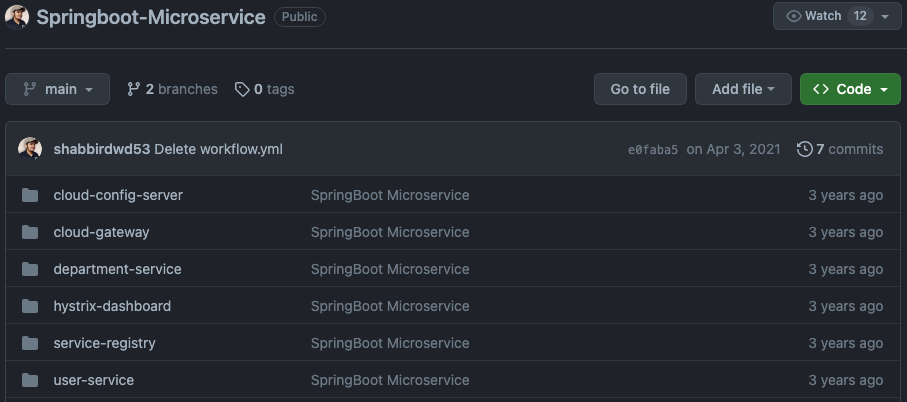 Springboot-Microservice Public Watch 12
main 2 branches 0 tags Go to file Add file Code
shabbirdwd53 Delete workflow.yml e0faba5 on Apr 3, 2021 7 commits
cloud-config-server SpringBoot Microservice 3 years ago
cloud-gateway SpringBoot Microservice 3 years ago
department-service SpringBoot Microservice 3 years ago
hystrix-dashboard SpringBoot Microservice 3 years ago
service-registry SpringBoot Microservice 3 years ago
user-service SpringBoot Microservice 3 years ago